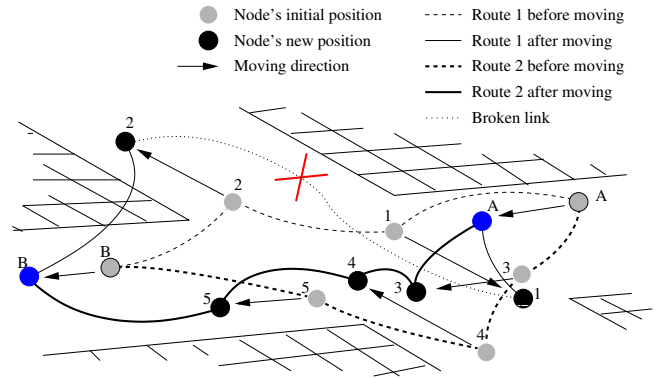 Node's initial position
Node's new position
Moving direction
Route 1 before moving
Route 1 after moving
Route 2 before moving
Route 2 after moving
Broken link
2
2
1
A
A
B
B
3
1
4
3
5
5
4